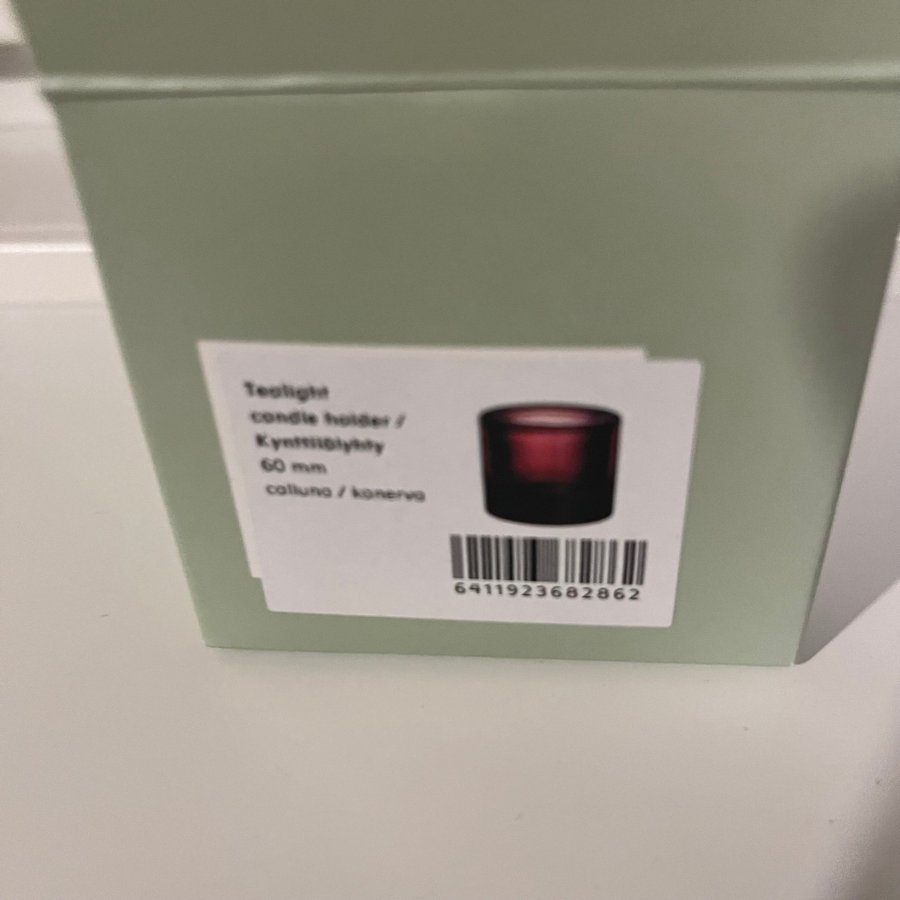 Tealight
candle holder /
Kynttilälyhty
60 mm
calluna / kanerva
6411923682862